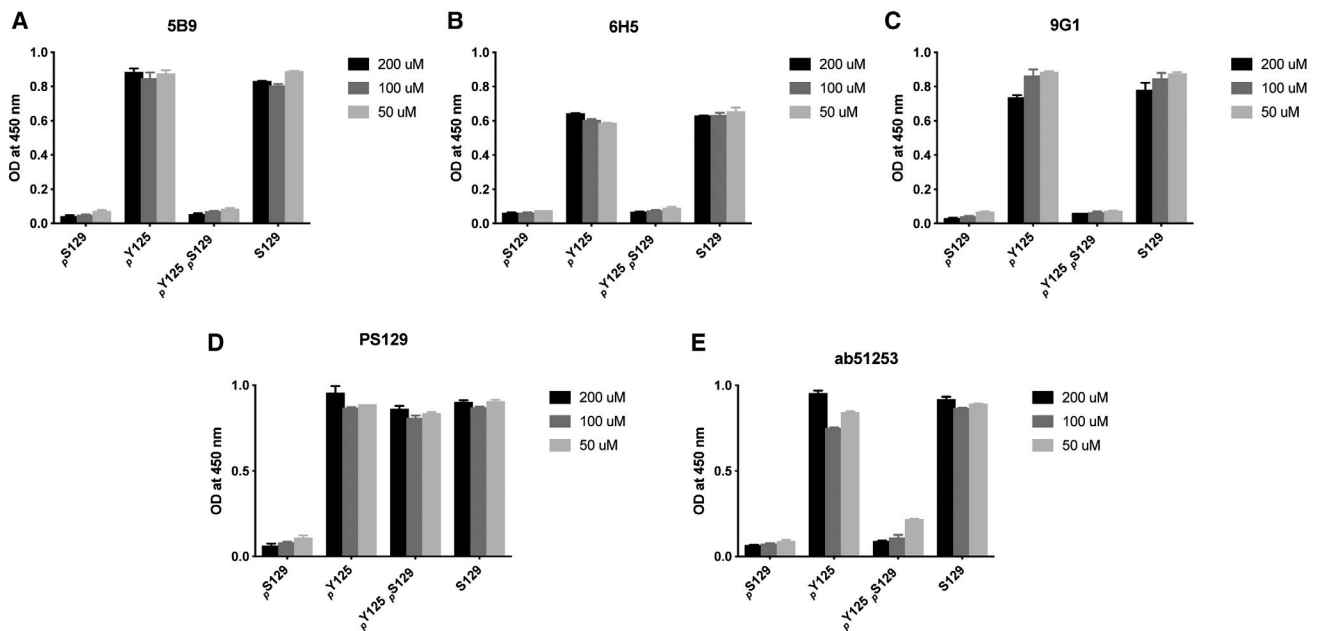 A
5B9
OD at 450 nm
1.0
0.8
0.6
0.4
0.2
0.0
pS129
pY125
pY125 pS129
S129
200 uM
100 uM
50 uM
B
6H5
OD at 450 nm
1.0
0.8
0.6
0.4
0.2
0.0
pS129
pY125
pY125 pS129
S129
200 uM
100 uM
50 uM
C
9G1
OD at 450 nm
1.0
0.8
0.6
0.4
0.2
0.0
pS129
pY125
pY125 pS129
S129
200 uM
100 uM
50 uM
D
PS129
OD at 450 nm
1.0
0.5
0.0
pS129
pY125
pY125 pS129
S129
200 uM
100 uM
50 uM
E
ab51253
OD at 450 nm
1.0
0.5
0.0
pS129
pY125
pY125 pS129
S129
200 uM
100 uM
50 uM